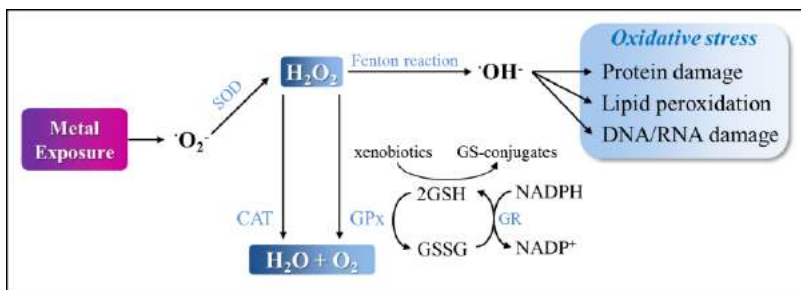 Oxidative stress
Protein damage
Lipid peroxidation
DNA/RNA damage
H₂O₂
Fenton reaction
·OH⁻
SOD
Metal
Exposure
·O₂⁻
xenobiotics
GS-conjugates
2GSH
NADPH
CAT
GPx
GR
GSSG
NADP⁺
H₂O + O₂